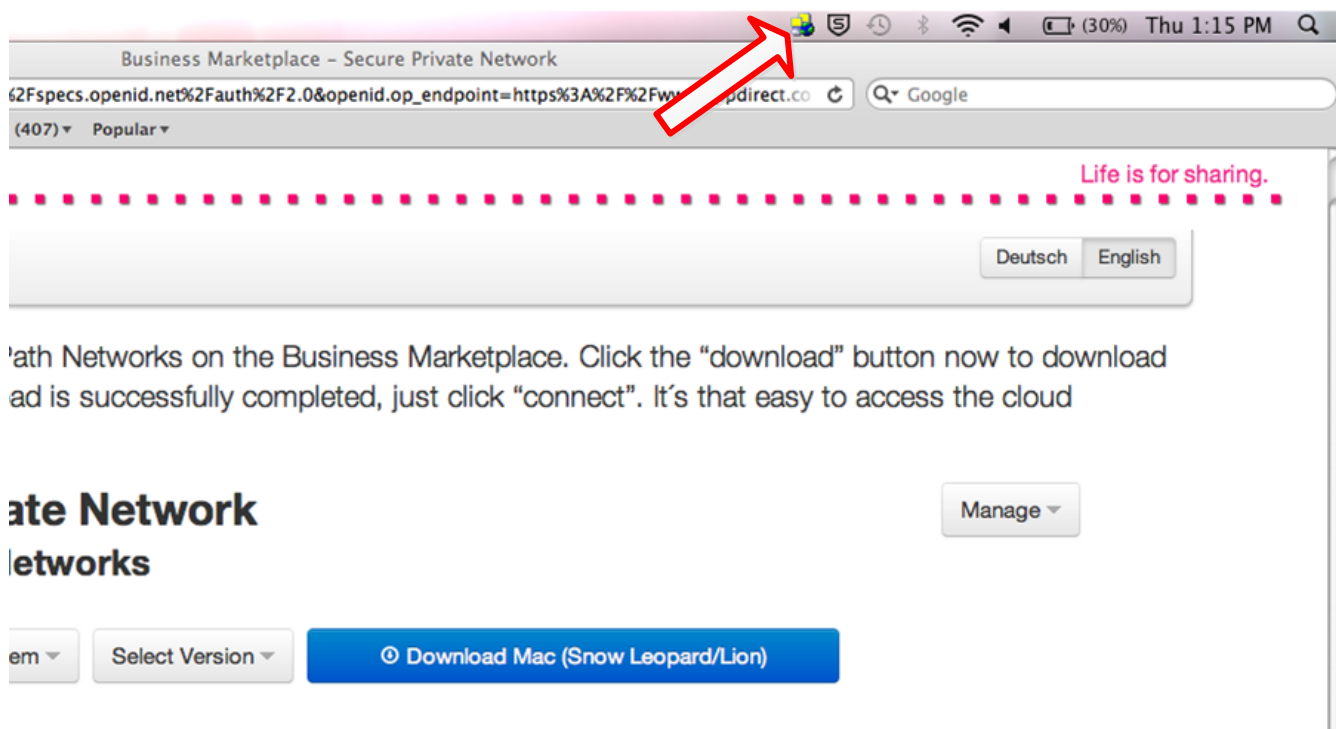 (30%) Thu 1:15 PM
Business Marketplace – Secure Private Network
%2Fspecs.openid.net%2Fauth%2F2.0&openid.op_endpoint=https%3A%2F%2Fww pdirect.co Google
(407) Popular
Life is for sharing.
Deutsch English
Path Networks on the Business Marketplace. Click the “download” button now to download
ad is successfully completed, just click “connect”. It´s that easy to access the cloud
ate Network
Manage
Networks
em Select Version Download Mac (Snow Leopard/Lion)